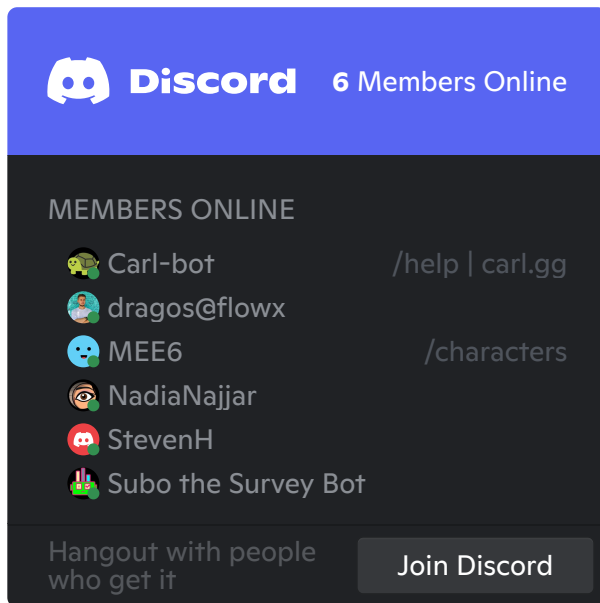 Discord 6 Members Online
MEMBERS ONLINE
Carl-bot /help | carl.gg
dragos@flowx
MEE6 /characters
NadiaNajjar
StevenH
Subo the Survey Bot
Hangout with people
who get it
Join Discord